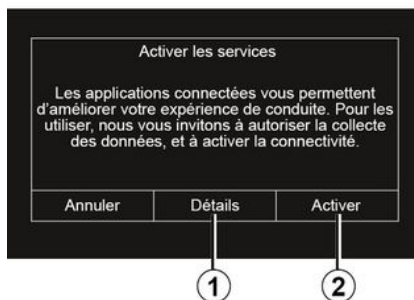 Activer les services
Les applications connectées vous permettent
d'améliorer votre expérience de conduite. Pour les
utiliser, nous vous invitons à autoriser la collecte
des données, et à activer la connectivité.
Annuler Détails Activer
1 2